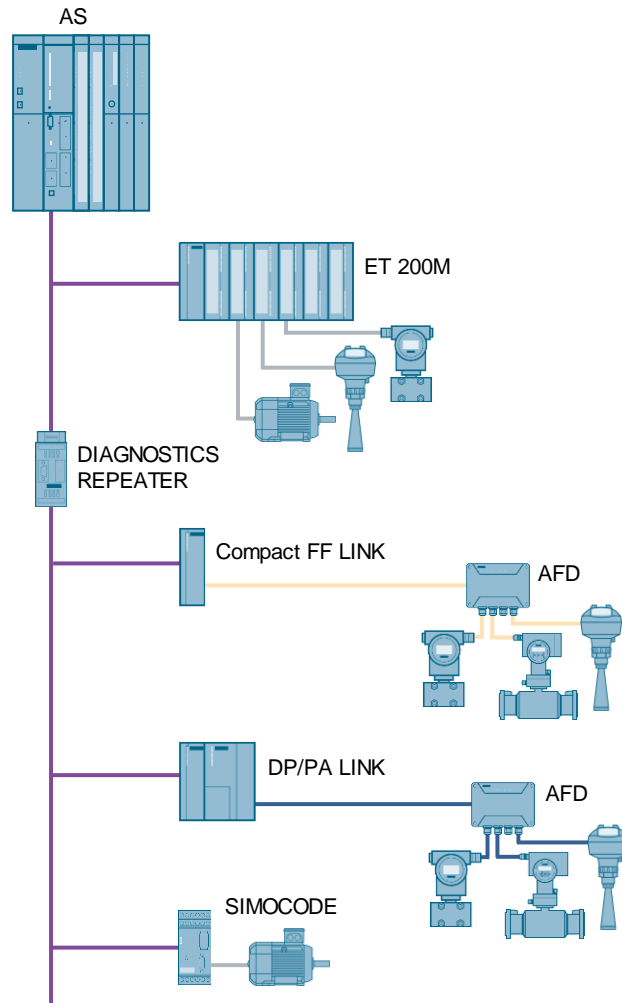 AS
ET 200M
DIAGNOSTICS
REPEATER
Compact FF LINK
AFD
DP/PA LINK
AFD
SIMOCODE